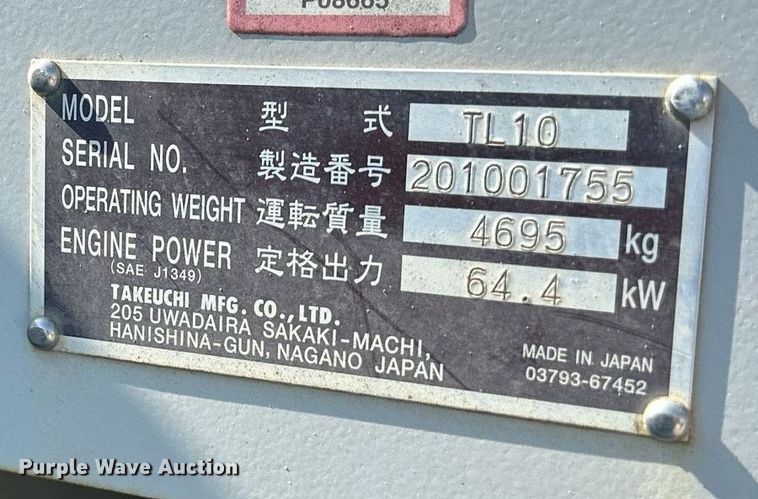 P08665
MODEL 型式 TL10
SERIAL NO. 製造番号 201001755
OPERATING WEIGHT 運転質量 4695 kg
ENGINE POWER 定格出力 64.4 kW
(SAE J1349)
TAKEUCHI MFG. CO.,LTD.
205 UWADAIRA SAKAKI-MACHI,
HANISHINA-GUN, NAGANO JAPAN
MADE IN JAPAN
03793-67452
Purple Wave Auction